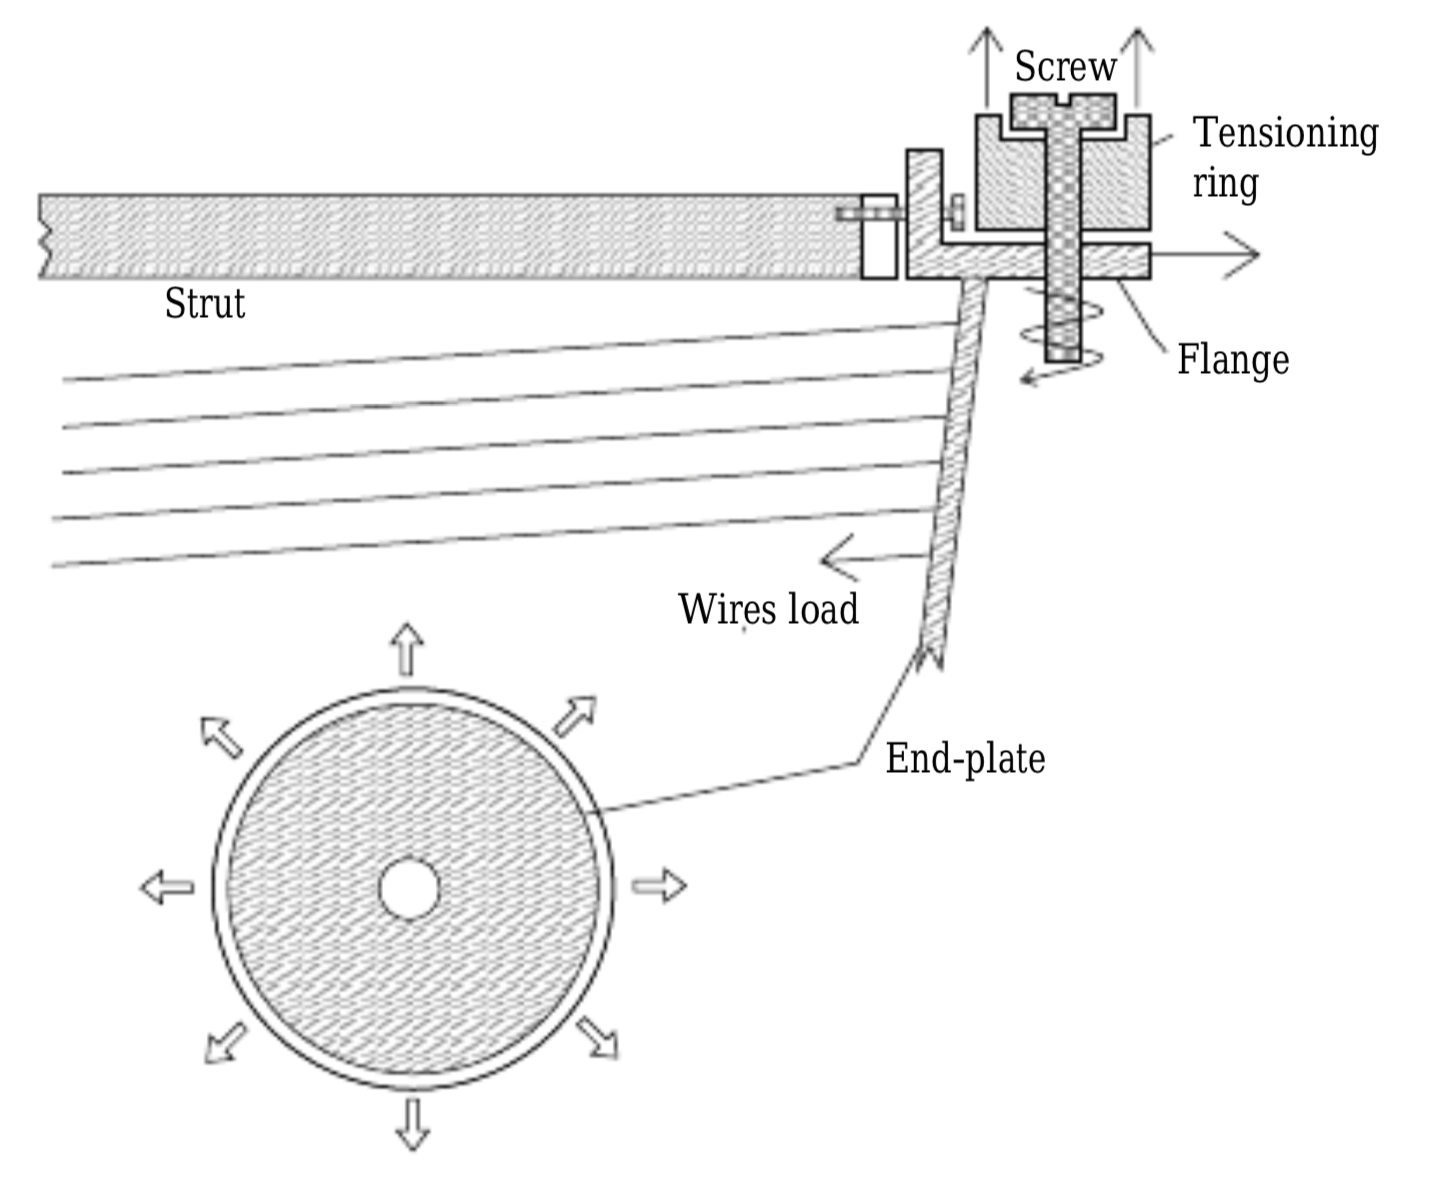 Screw
Tensioning
ring
Strut
Flange
Wires load
End-plate